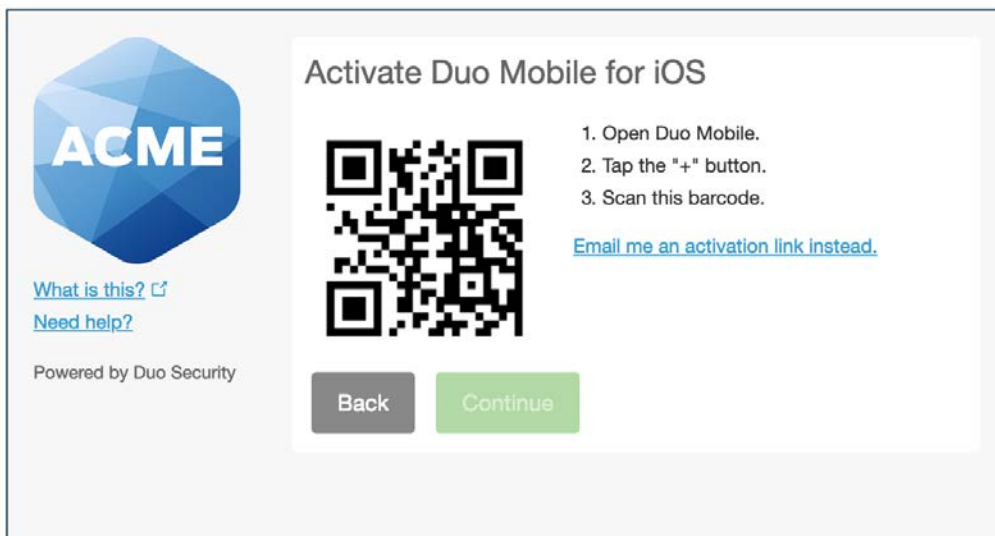 ACME
What is this?
Need help?
Powered by Duo Security
Activate Duo Mobile for iOS
1. Open Duo Mobile.
2. Tap the "+" button.
3. Scan this barcode.
Email me an activation link instead.
Back
Continue